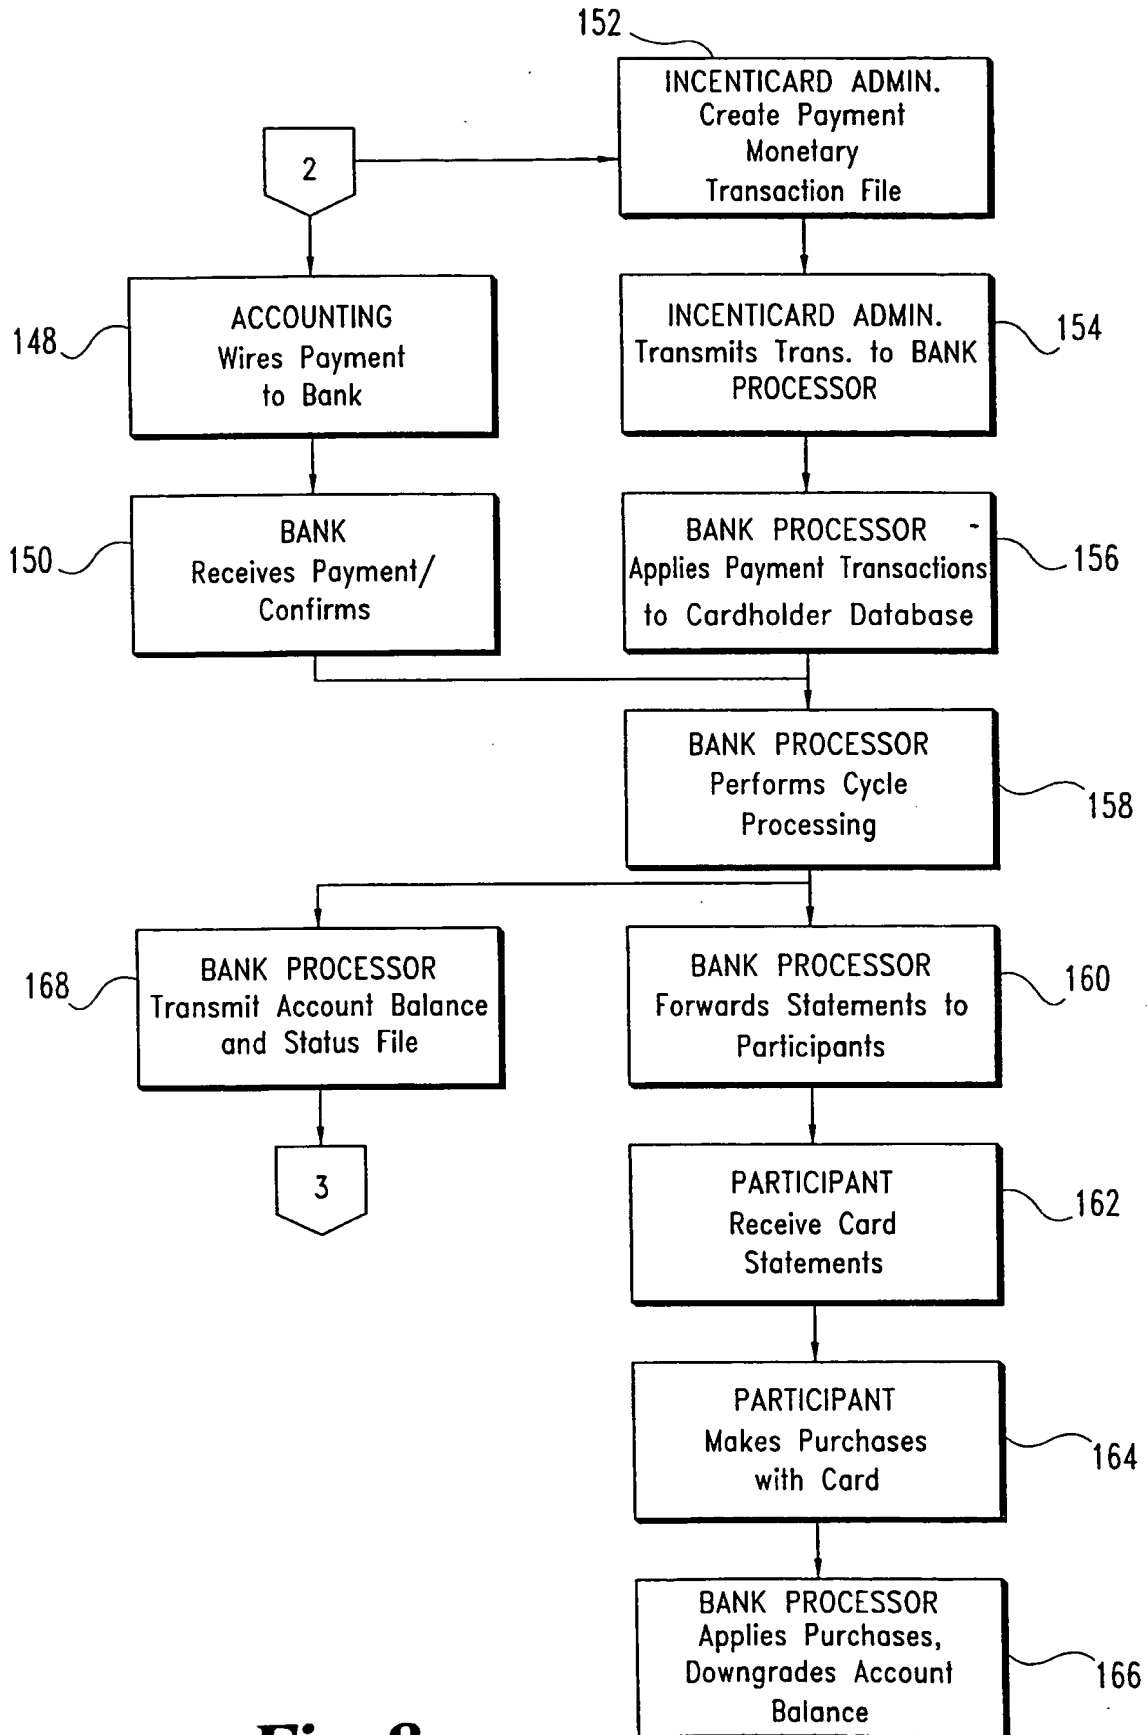 152
INCENTICARD ADMIN.
Create Payment
Monetary
Transaction File
2
148
ACCOUNTING
Wires Payment
to Bank
INCENTICARD ADMIN.
Transmits Trans. to BANK
PROCESSOR
154
150
BANK
Receives Payment/
Confirms
BANK PROCESSOR
Applies Payment Transactions
to Cardholder Database
156
BANK PROCESSOR
Performs Cycle
Processing
158
168
BANK PROCESSOR
Transmit Account Balance
and Status File
BANK PROCESSOR
Forwards Statements to
Participants
160
3
PARTICIPANT
Receive Card
Statements
162
PARTICIPANT
Makes Purchases
with Card
164
BANK PROCESSOR
Applies Purchases,
Downgrades Account
Balance
166